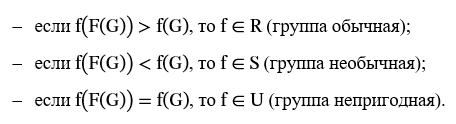 – если f(F(G)) > f(G), то f ∈ R (группа обычная);
– если f(F(G)) < f(G), то f ∈ S (группа необычная);
– если f(F(G)) = f(G), то f ∈ U (группа непригодная).